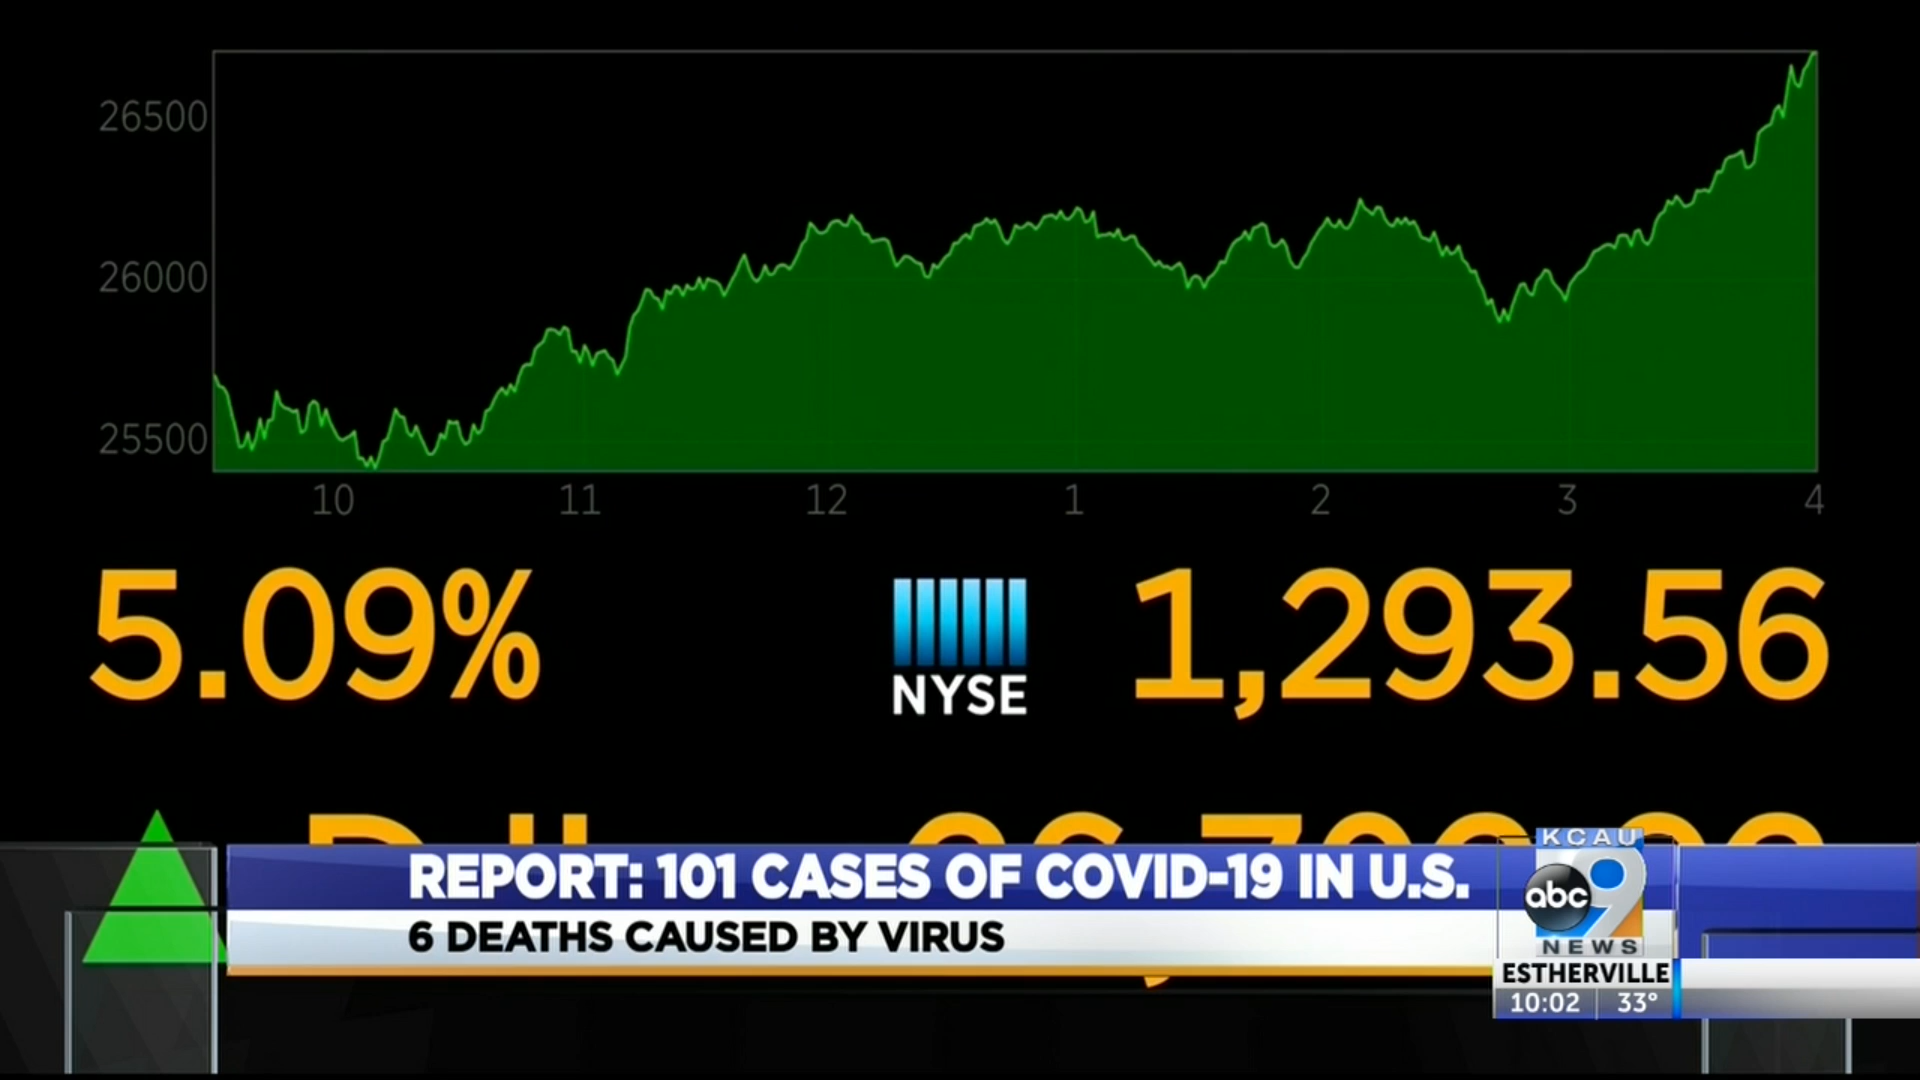 26500
26000
25500
10 11 12 1 2 3 4
5.09%
NYSE
1,293.56
REPORT: 101 CASES OF COVID-19 IN U.S.
6 DEATHS CAUSED BY VIRUS
KCAU
abc 9
NEWS
ESTHERVILLE
10:02 33°